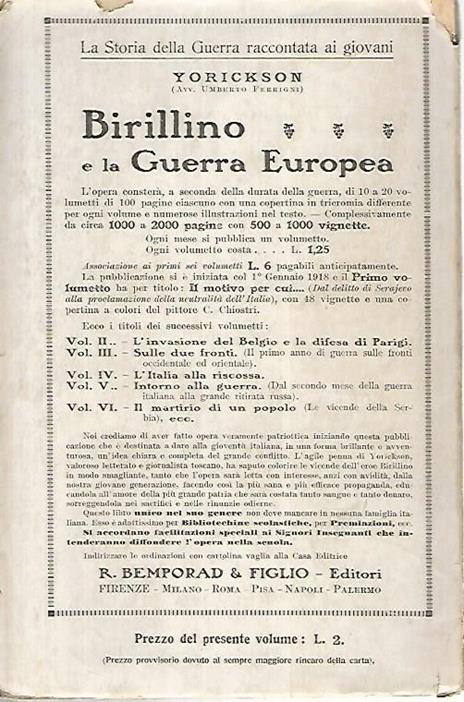 La Storia della Guerra raccontata ai giovani
YORICKSON
(Avv. Umberto Ferrigni)
Birillino
e la Guerra Europea
L'opera consterà, a seconda della durata della guerra, di 10 a 20 vo-
lumetti di 100 pagine ciascuno con una copertina in tricromia differente
per ogni volume e numerose illustrazioni nel testo. — Complessivamente
da circa 1000 a 2000 pagine con 500 a 1000 vignette.
Ogni mese si pubblica un volumetto.
Ogni volumetto costa . . . . L. 1,25
Associazione ai primi sei volumetti L. 6 pagabili anticipatamente.
La pubblicazione si è iniziata col 1° Gennaio 1918 e il Primo vo-
lumetto ha per titolo: Il motivo per cui.... (Dal delitto di Serajevo
alla proclamazione della neutralità dell'Italia), con 48 vignette e una co-
pertina a colori del pittore C. Chiostri.
Ecco i titoli dei successivi volumetti:
Vol. II.. – L'invasione del Belgio e la difesa di Parigi.
Vol. III. – Sulle due fronti. (Il primo anno di guerra sulle fronti
occidentale ed orientale).
Vol. IV. – L'Italia alla riscossa.
Vol. V.. – Intorno alla guerra. (Dal secondo mese della guerra
italiana alla grande ritirata russa).
Vol. VI. – Il martirio di un popolo (Le vicende della Ser-
bia), ecc.
Noi crediamo di aver fatto opera veramente patriottica iniziando questa pubbli-
cazione che è destinata a dare alla gioventù italiana, in una forma brillante e avven-
turosa, un'idea chiara e completa del grande conflitto. L'agile penna di Yorickson,
valoroso letterato e giornalista toscano, ha saputo colorire le vicende dell'eroe Birillino
in modo smagliante, tanto che l'opera sarà letta con interesse, anzi con avidità, dalla
nostra giovane generazione, facendo così la più sana e più efficace propaganda, edu-
candola all'amore della più grande patria che sarà costata tanto sangue e tanto denaro,
sorreggendola nei sacrifici e nelle rinunzie odierne.
Questo libro unico nel suo genere non deve mancare in nessuna famiglia ita-
liana. Esso è adattissimo per Bibliotechine scolastiche, per Premiazioni, ecc.
Si accordano facilitazioni speciali ai Signori Insegnanti che in-
tenderanno diffondere l'opera nella scuola.
Indirizzare le ordinazioni con cartolina vaglia alla Casa Editrice
R. BEMPORAD & FIGLIO – Editori
FIRENZE - MILANO - ROMA - PISA - NAPOLI - PALERMO
Prezzo del presente volume: L. 2.
(Prezzo provvisorio dovuto al sempre maggiore rincaro della carta).